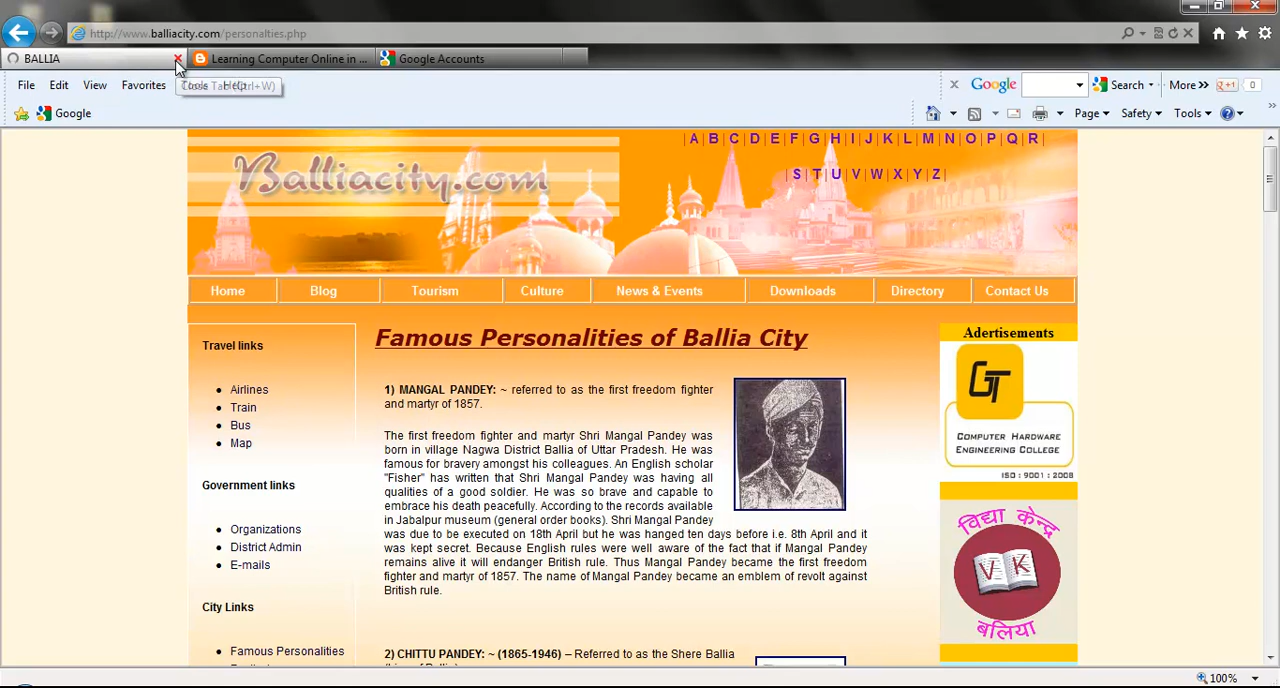 http://www.balliacity.com/personalties.php
BALLIA
Learning Computer Online in ...
Google Accounts
File Edit View Favorites Tools Help
Close Tab (Ctrl+W)
Google Search More » +1 0
Google
Page Safety Tools
Balliacity.com
| A | B | C | D | E | F | G | H | I | J | K | L | M | N | O | P | Q | R |
| S | T | U | V | W | X | Y | Z |
Home Blog Tourism Culture News & Events Downloads Directory Contact Us
Travel links
Airlines
Train
Bus
Map
Government links
Organizations
District Admin
E-mails
City Links
Famous Personalities
Famous Personalities of Ballia City
1) MANGAL PANDEY: ~ referred to as the first freedom fighter
and martyr of 1857.
The first freedom fighter and martyr Shri Mangal Pandey was
born in village Nagwa District Ballia of Uttar Pradesh. He was
famous for bravery amongst his colleagues. An English scholar
"Fisher" has written that Shri Mangal Pandey was having all
qualities of a good soldier. He was so brave and capable to
embrace his death peacefully. According to the records available
in Jabalpur museum (general order books). Shri Mangal Pandey
was due to be executed on 18th April but he was hanged ten days before i.e. 8th April and it
was kept secret. Because English rules were well aware of the fact that if Mangal Pandey
remains alive it will endanger British rule. Thus Mangal Pandey became the first freedom
fighter and martyr of 1857. The name of Mangal Pandey became an emblem of revolt against
British rule.
2) CHITTU PANDEY: ~ (1865-1946) – Referred to as the Shere Ballia
Adertisements
GT
COMPUTER HARDWARE
ENGINEERING COLLEGE
ISO : 9001 : 2008
विद्या केन्द्र
V K
बलिया
100%